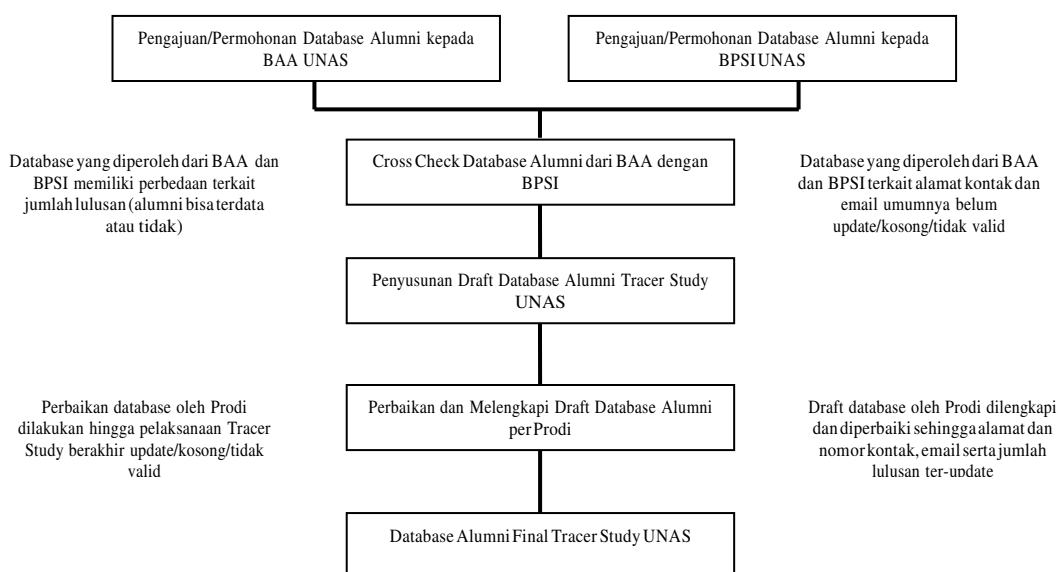 Pengajuan/Permohonan Database Alumni kepada
BAA UNAS
Pengajuan/Permohonan Database Alumni kepada
BPSI UNAS
Database yang diperoleh dari BAA dan
BPSI memiliki perbedaan terkait
jumlah lulusan (alumni bisa terdata
atau tidak)
Cross Check Database Alumni dari BAA dengan
BPSI
Database yang diperoleh dari BAA
dan BPSI terkait alamat kontak dan
email umumnya belum
update/kosong/tidak valid
Penyusunan Draft Database Alumni Tracer Study
UNAS
Perbaikan database oleh Prodi
dilakukan hingga pelaksanaan Tracer
Study berakhir update/kosong/tidak
valid
Perbaikan dan Melengkapi Draft Database Alumni
per Prodi
Draft database oleh Prodi dilengkapi
dan diperbaiki sehingga alamat dan
nomor kontak, email serta jumlah
lulusan ter-update
Database Alumni Final Tracer Study UNAS